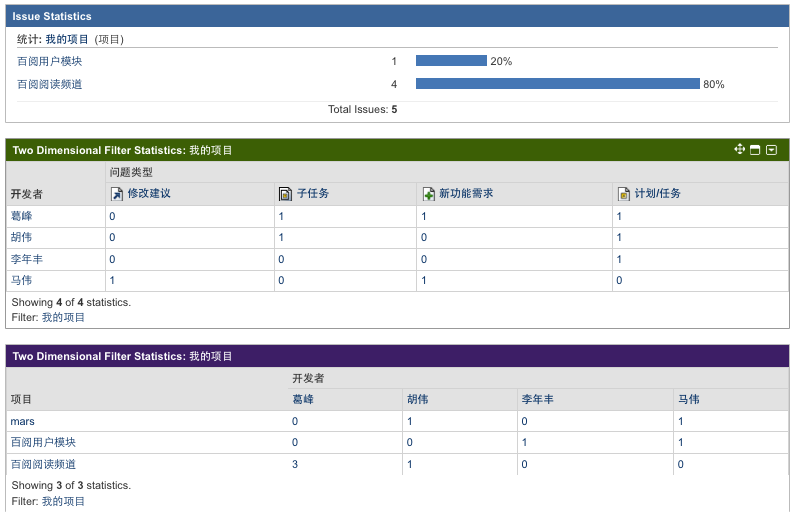 Issue Statistics
统计: 我的项目 (项目)
百阅用户模块 1 20%
百阅阅读频道 4 80%
Total Issues: 5
Two Dimensional Filter Statistics: 我的项目
问题类型
开发者 修改建议 子任务 新功能需求 计划/任务
葛峰 0 1 1 1
胡伟 0 1 0 1
李年丰 0 0 0 1
马伟 1 0 1 0
Showing 4 of 4 statistics.
Filter: 我的项目
Two Dimensional Filter Statistics: 我的项目
开发者
项目 葛峰 胡伟 李年丰 马伟
mars 0 1 0 1
百阅用户模块 0 0 1 1
百阅阅读频道 3 1 0 0
Showing 3 of 3 statistics.
Filter: 我的项目